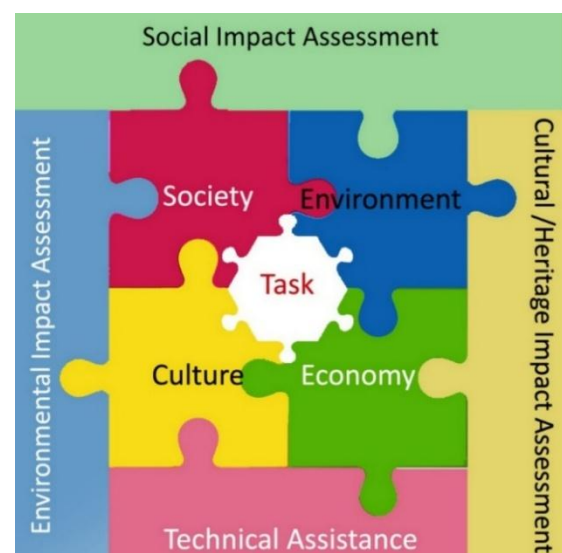 Social Impact Assessment
Environmental Impact Assessment
Society
Environment
Task
Culture
Economy
Cultural /Heritage Impact Assessment
Technical Assistance